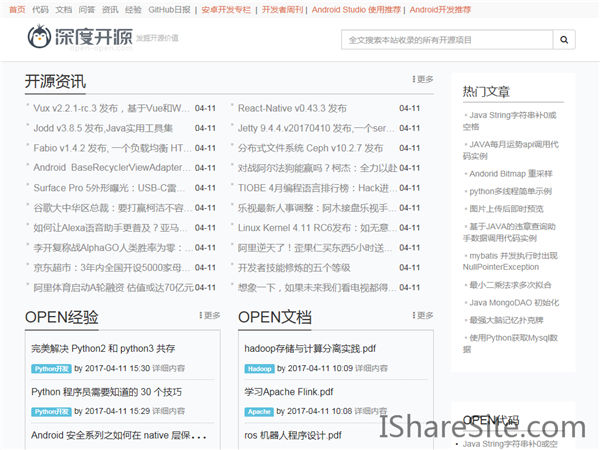 首页 代码 文档 问答 资讯 经验 GitHub日报 | 安卓开发专栏 | 开发者周刊 | Android Studio 使用推荐 | Android开发推荐
深度开源 发掘开源价值
open-open.com
全文搜索本站收录的所有开源项目
开源资讯
更多
Vux v2.2.1-rc.3 发布，基于Vue和W... 04-11
React-Native v0.43.3 发布 04-11
Jodd v3.8.5 发布,Java实用工具集 04-11
Jetty 9.4.4.v20170410 发布,一个ser... 04-11
Fabio v1.4.2 发布, 一个负载均衡 HT... 04-11
分布式文件系统 Ceph v10.2.7 发布 04-11
Android BaseRecyclerViewAdapter... 04-11
对战阿尔法狗能赢吗？柯杰：全力以赴 04-11
Surface Pro 5外形曝光：USB-C雷... 04-11
TIOBE 4月编程语言排行榜：Hack进... 04-11
谷歌大中华区总裁：要打赢柯洁不容... 04-11
乐视最新人事调整：阿木接盘乐视手... 04-11
如何让Alexa语音助手更普及？亚马... 04-11
Linux Kernel 4.11 RC6发布：如无意... 04-11
李开复称战AlphaGO人类胜率为零：... 04-11
阿里逆天了！歪果仁买东西5小时送... 04-11
京东超市：3年内全国开设5000家母... 04-11
开发者技能修炼的五个等级 04-11
阿里体育启动A轮融资 估值或达70亿元 04-11
想象一下，如果未来我们看电视都得... 04-11
OPEN经验
更多
完美解决 Python2 和 python3 共存
Python开发 by 2017-04-11 15:30 详细内容
Python 程序员需要知道的 30 个技巧
Python开发 by 2017-04-11 15:29 详细内容
Android 安全系列之如何在 native 层保...
OPEN文档
更多
hadoop存储与计算分离实践.pdf
Hadoop by 2017-04-11 10:09 详细内容
学习Apache Flink.pdf
Apache by 2017-04-11 10:08 详细内容
ros 机器人程序设计.pdf
热门文章
Java String字符串补0或
空格
JAVA每月运势api调用代
码实例
Andorid Bitmap 重采样
python多线程简单示例
图片上传后即时预览
基于JAVA的违章查询助
手数据调用代码实例
mybatis 开发执行时出现
NullPointerException
最小二乘法求多次拟合
Java MongoDAO 初始化
最强大脑记忆扑克牌
使用Python获取Mysql数
据
OPEN代码
Java String字符串补0或空
IShareSite.com